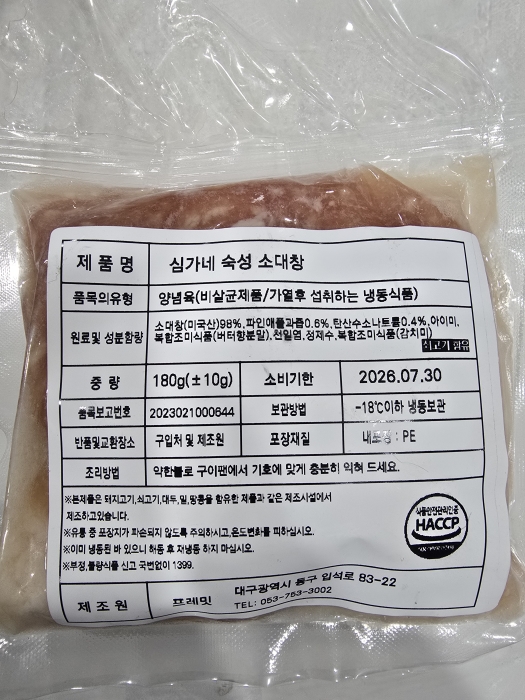 제 품 명 심가네 숙성 소대창
품목의유형 양념육(비살균제품/가열후 섭취하는 냉동식품)
원료및 성분함량 소대창(미국산)98%,파인애플과즙0.6%,탄산수소나트륨0.4%,아이미,
복합조미식품(버터향분말),천일염,정제수,복합조미식품(감치미)
쇠고기 함유
중 량 180g(±10g) 소비기한 2026.07.30
품목보고번호 2023021000644 보관방법 -18℃이하 냉동보관
반품및교환장소 구입처 및 제조원 포장재질 내포장 : PE
조리방법 약한불로 구이팬에서 기호에 맞게 충분히 익혀 드세요.
※본제품은 돼지고기,쇠고기,대두,밀,땅콩을 함유한 제품과 같은 제조시설에서
제조하고있습니다.
※유통 중 포장지가 파손되지 않도록 주의하시고,온도변화를 피하십시오.
※이미 냉동된 바 있으니 해동 후 재냉동 하지 마십시오.
※부정,불량식품 신고 국번없이 1399.
식품안전관리인증
HACCP
제 조 원 프레밋 대구광역시 동구 입석로 83-22
TEL: 053-753-3002